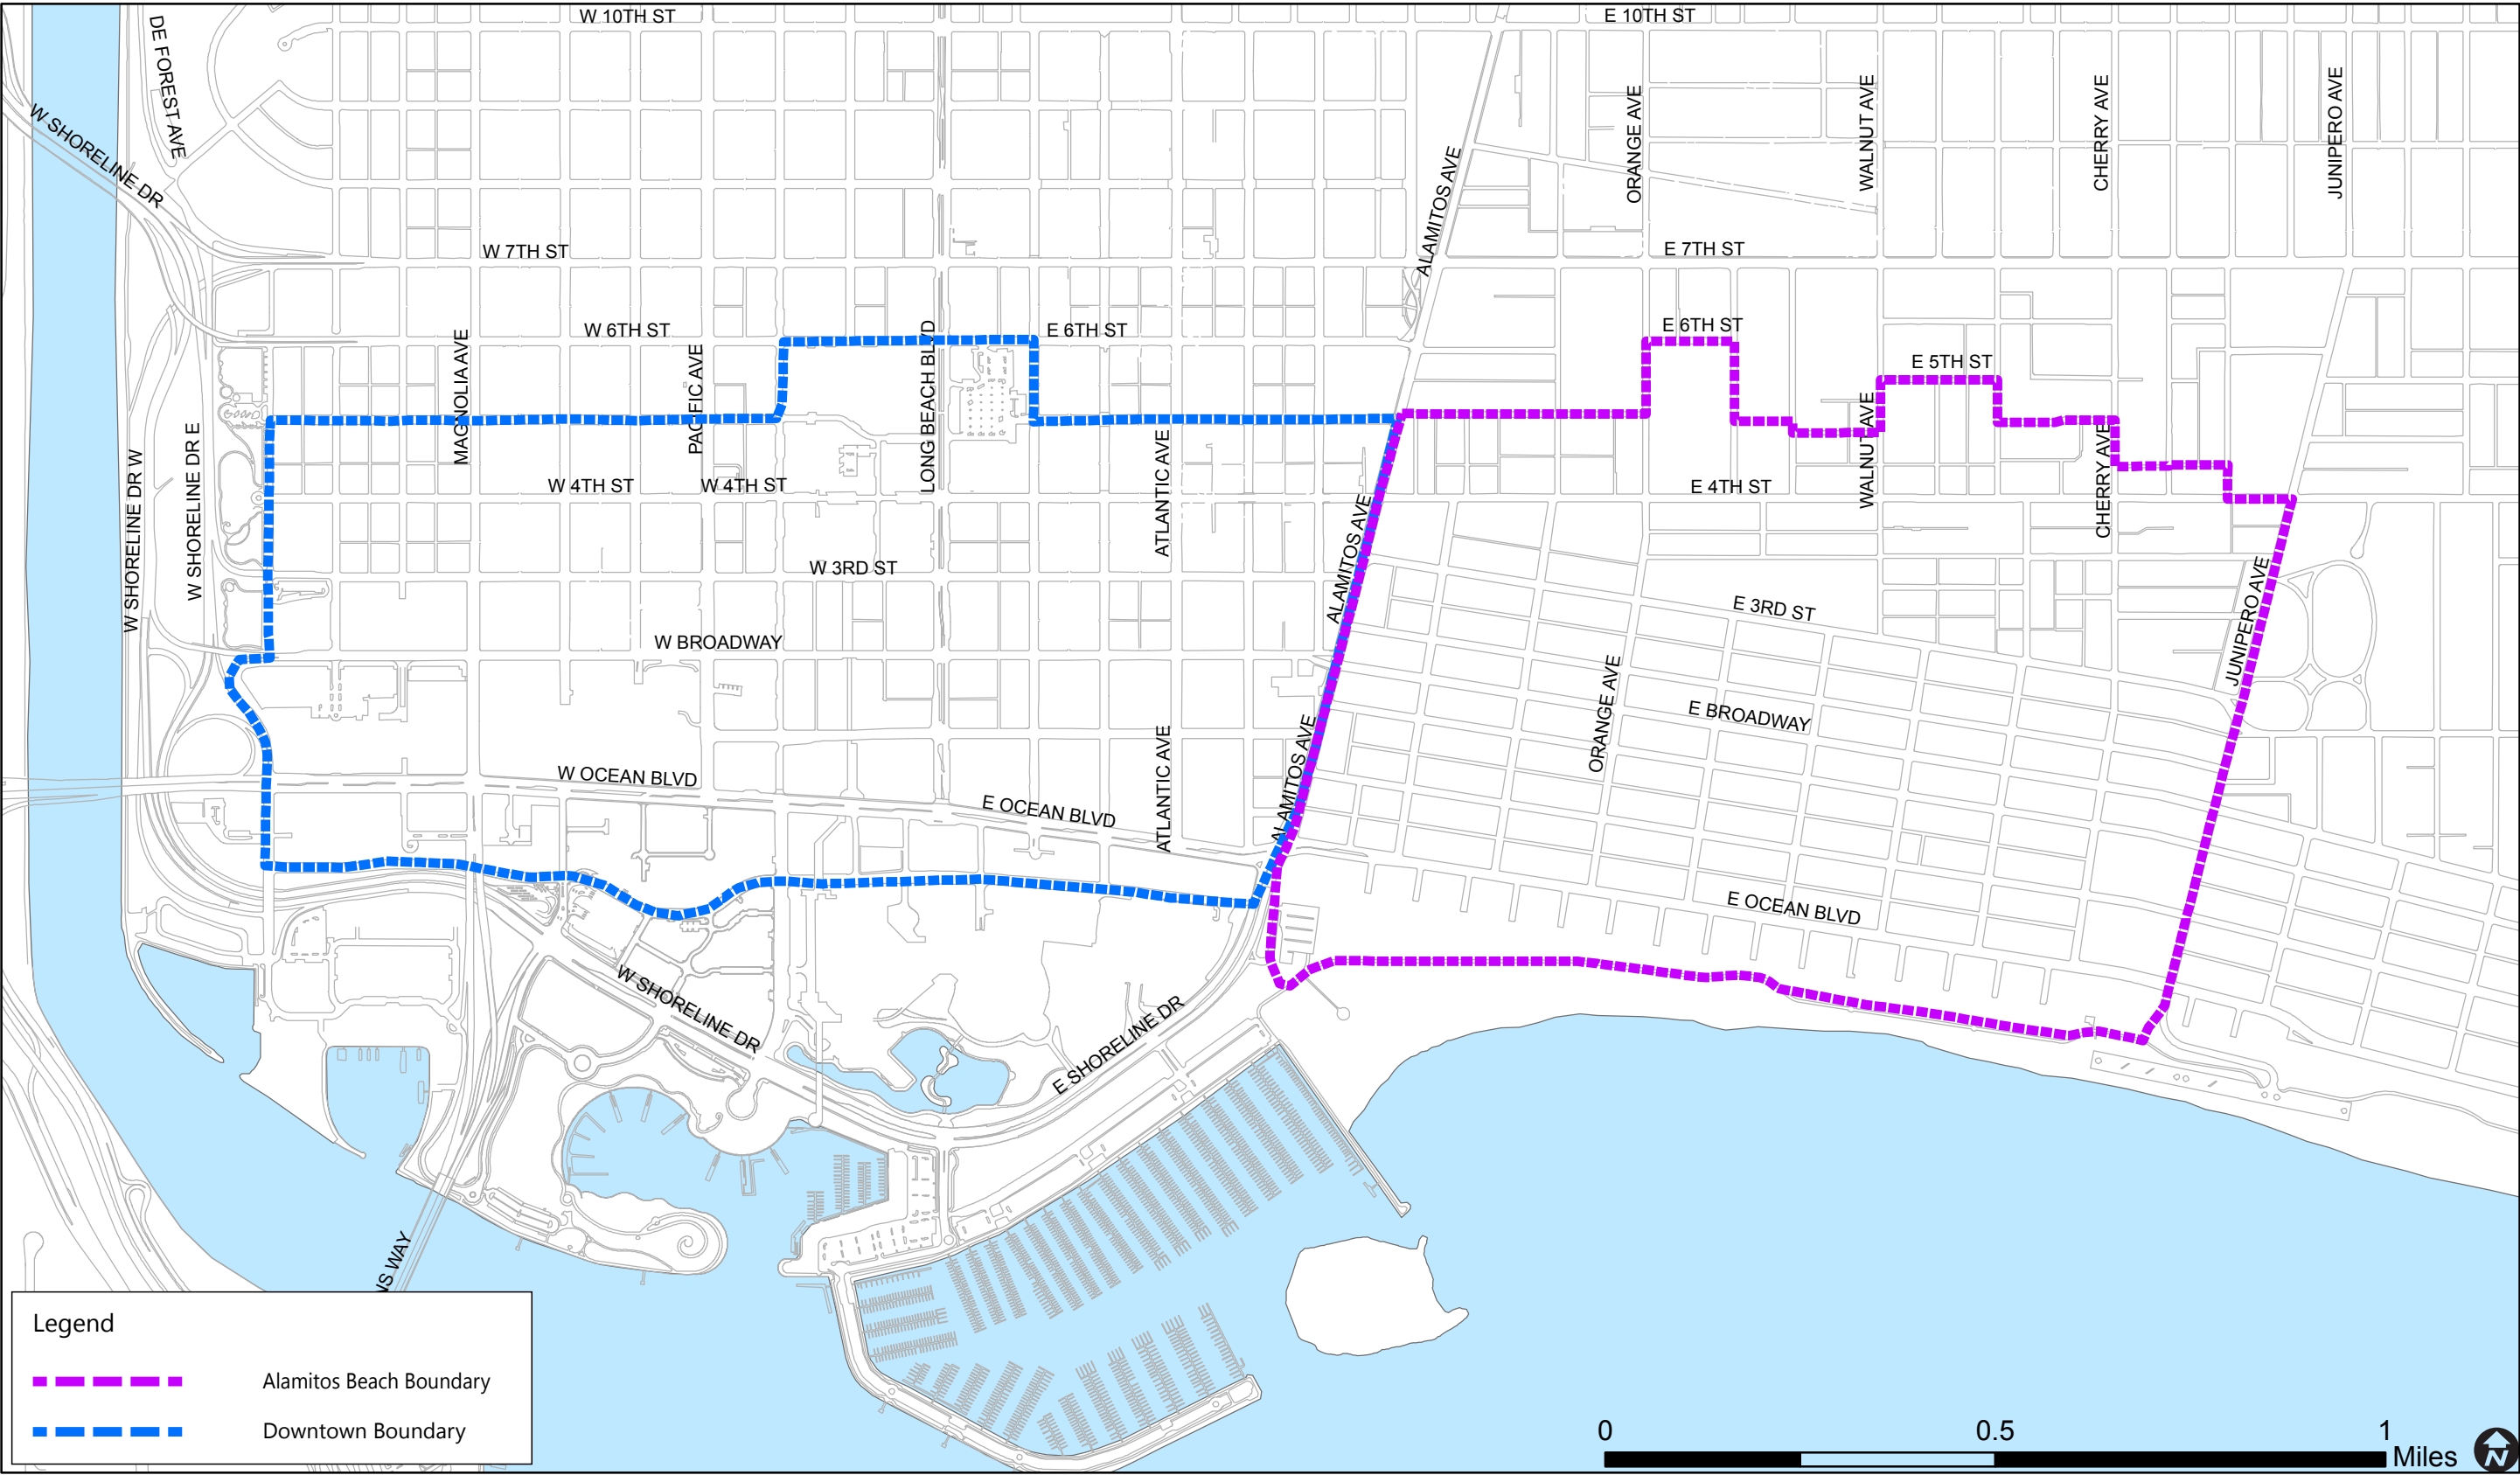 W 10TH ST
E 10TH ST
DE FOREST AVE
W SHORELINE DR
ORANGE AVE
WALNUT AVE
CHERRY AVE
JUNIPERO AVE
ALAMITOS AVE
W 7TH ST
E 7TH ST
W 6TH ST
E 6TH ST
E 6TH ST
MAGNOLIA AVE
PACIFIC AVE
LONG BEACH BLVD
E 5TH ST
WALNUT AVE
CHERRY AVE
W SHORELINE DR W
W SHORELINE DR E
ATLANTIC AVE
W 4TH ST
W 4TH ST
E 4TH ST
ALAMITOS AVE
W 3RD ST
E 3RD ST
JUNIPERO AVE
W BROADWAY
ORANGE AVE
E BROADWAY
ALAMITOS AVE
ATLANTIC AVE
W OCEAN BLVD
E OCEAN BLVD
E OCEAN BLVD
W SHORELINE DR
E SHORELINE DR
NS WAY
Legend
Alamitos Beach Boundary
Downtown Boundary
0 0.5 1
Miles
N